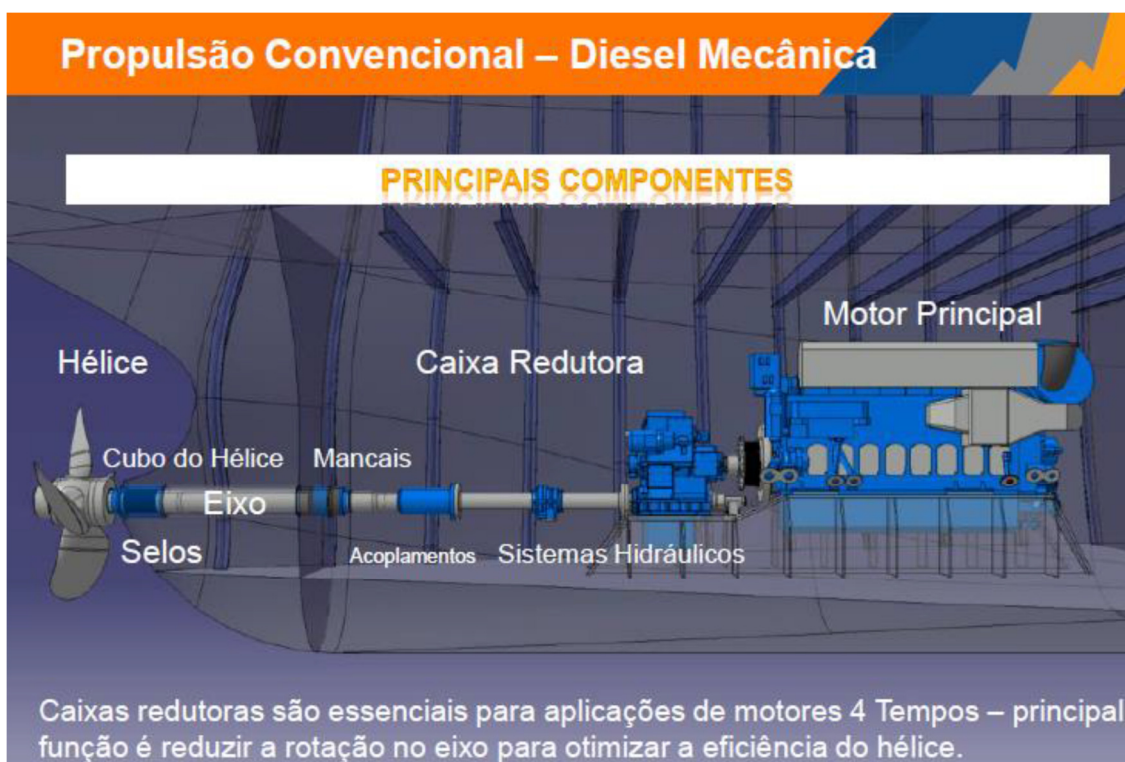 Propulsão Convencional – Diesel Mecânica
PRINCIPAIS COMPONENTES
Motor Principal
Hélice
Caixa Redutora
Cubo do Hélice
Mancais
Eixo
Selos
Acoplamentos
Sistemas Hidráulicos
Caixas redutoras são essenciais para aplicações de motores 4 Tempos – principal
função é reduzir a rotação no eixo para otimizar a eficiência do hélice.